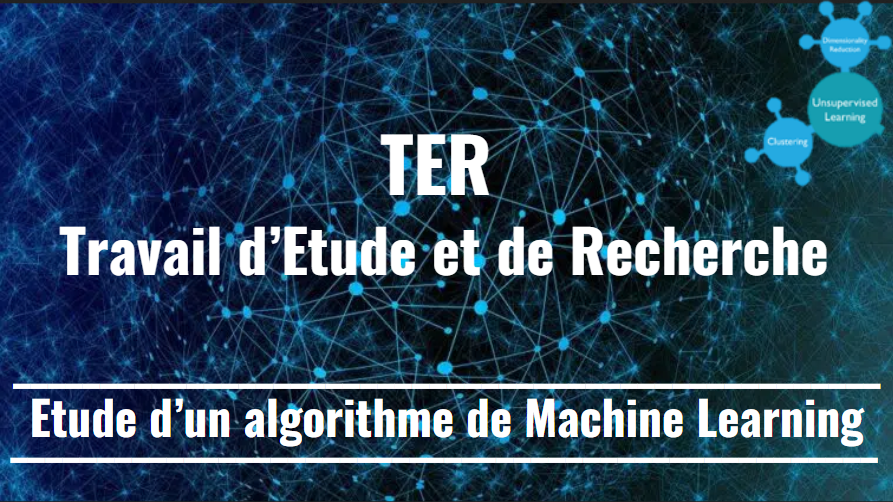 Dimensionality
Reduction
Unsupervised
Learning
Clustering
TER
Travail d’Etude et de Recherche
Etude d’un algorithme de Machine Learning